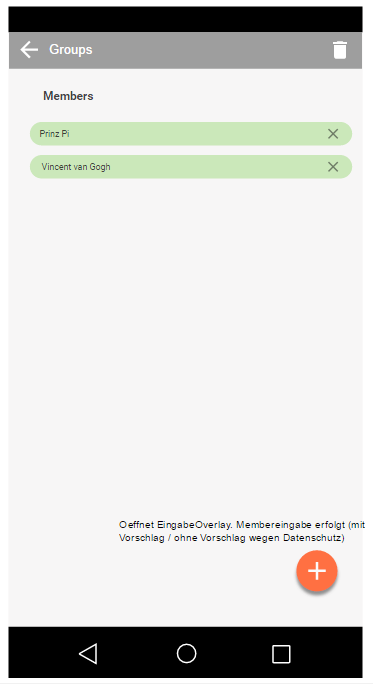 Groups
Members
Prinz Pi
Vincent van Gogh
Oeffnet EingabeOverlay. Membereingabe erfolgt (mit
Vorschlag / ohne Vorschlag wegen Datenschutz)